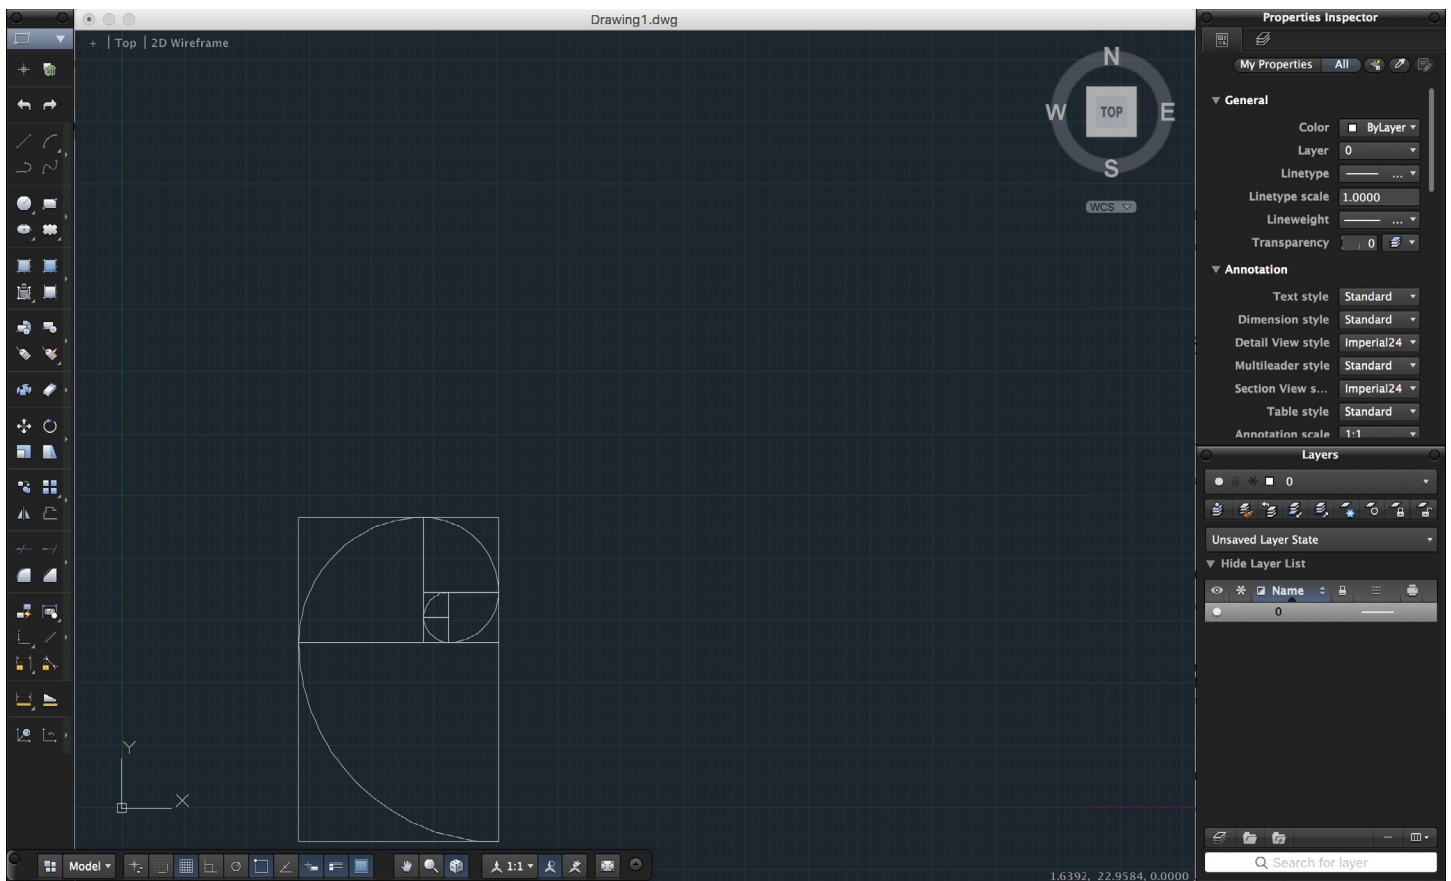 Drawing1.dwg
+ | Top | 2D Wireframe
N
W
TOP
E
S
WCS
Y
X
Model
1:1
1.6392, 22.9584, 0.0000
Properties Inspector
My Properties All
General
Color ByLayer
Layer 0
Linetype ...
Linetype scale 1.0000
Lineweight ...
Transparency 0
Annotation
Text style Standard
Dimension style Standard
Detail View style Imperial24
Multileader style Standard
Section View s... Imperial24
Table style Standard
Annotation scale 1:1
Layers
0
Unsaved Layer State
Hide Layer List
Name
0
Search for layer